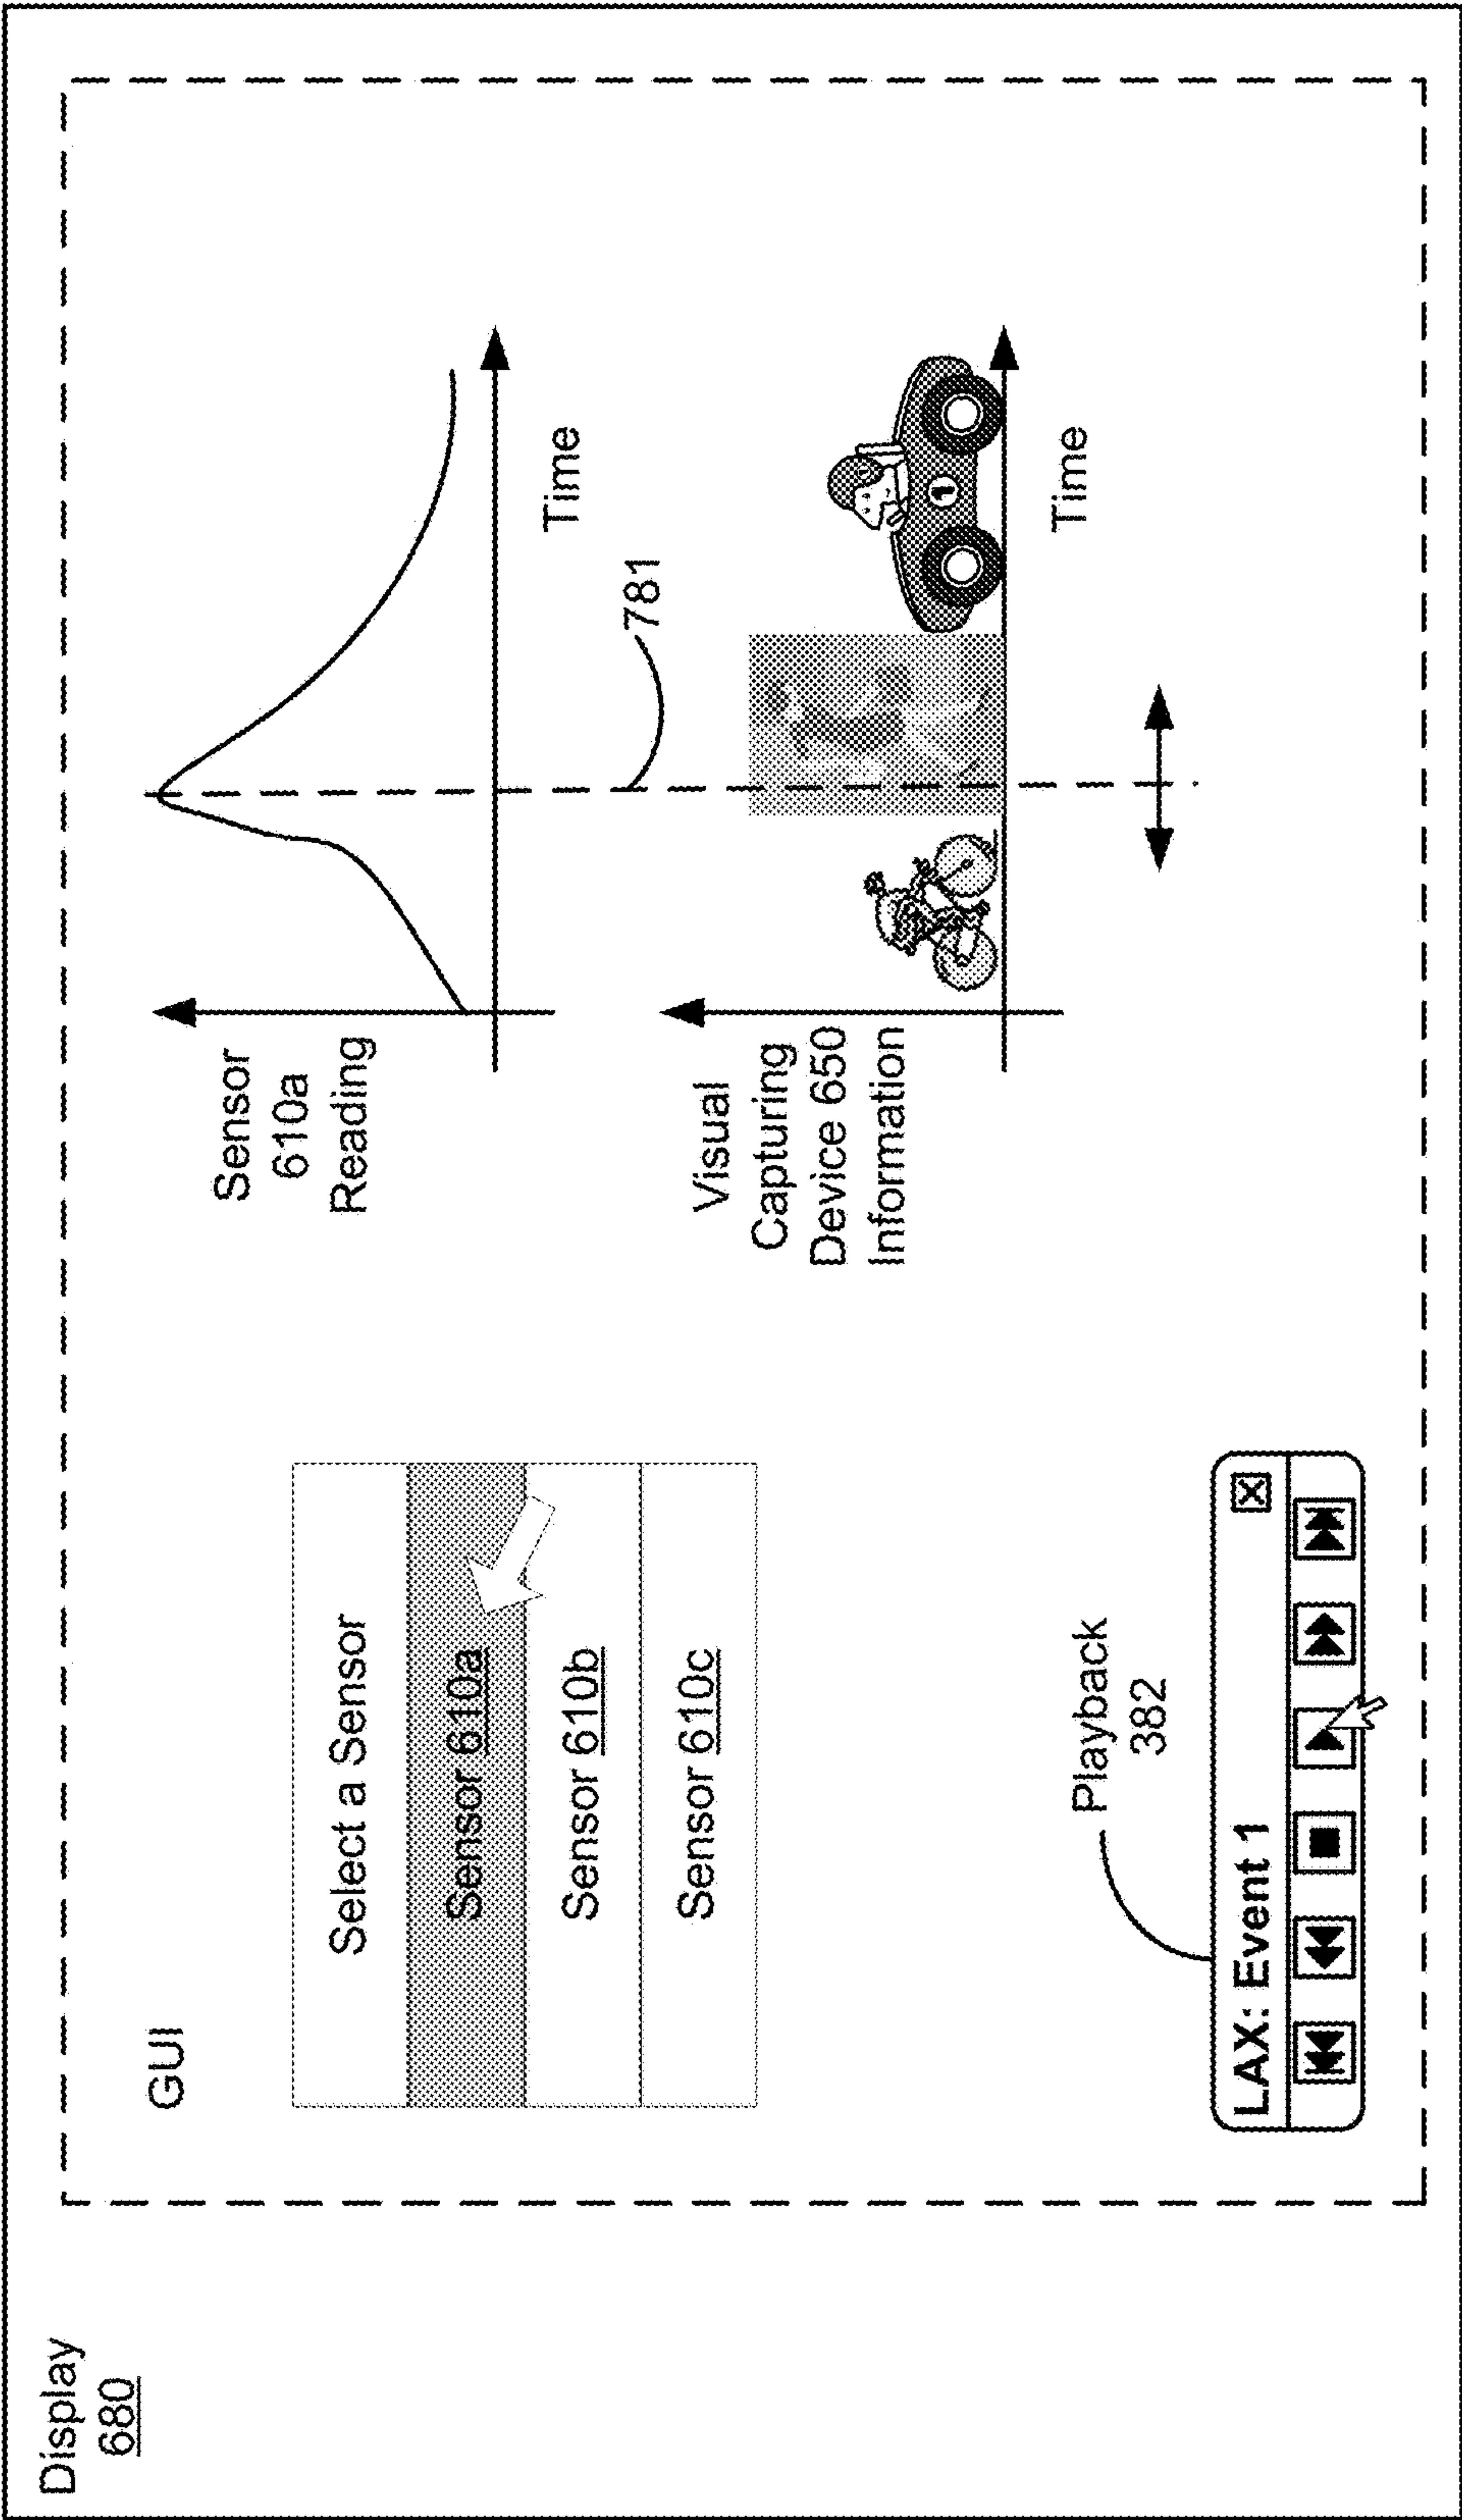 Display
680
GUI
Select a Sensor
Sensor 610a
Sensor 610b
Sensor 610c
Playback
382
LAX: Event 1
Sensor
610a
Reading
Time
781
Visual
Capturing
Device 650
Information
1
Time